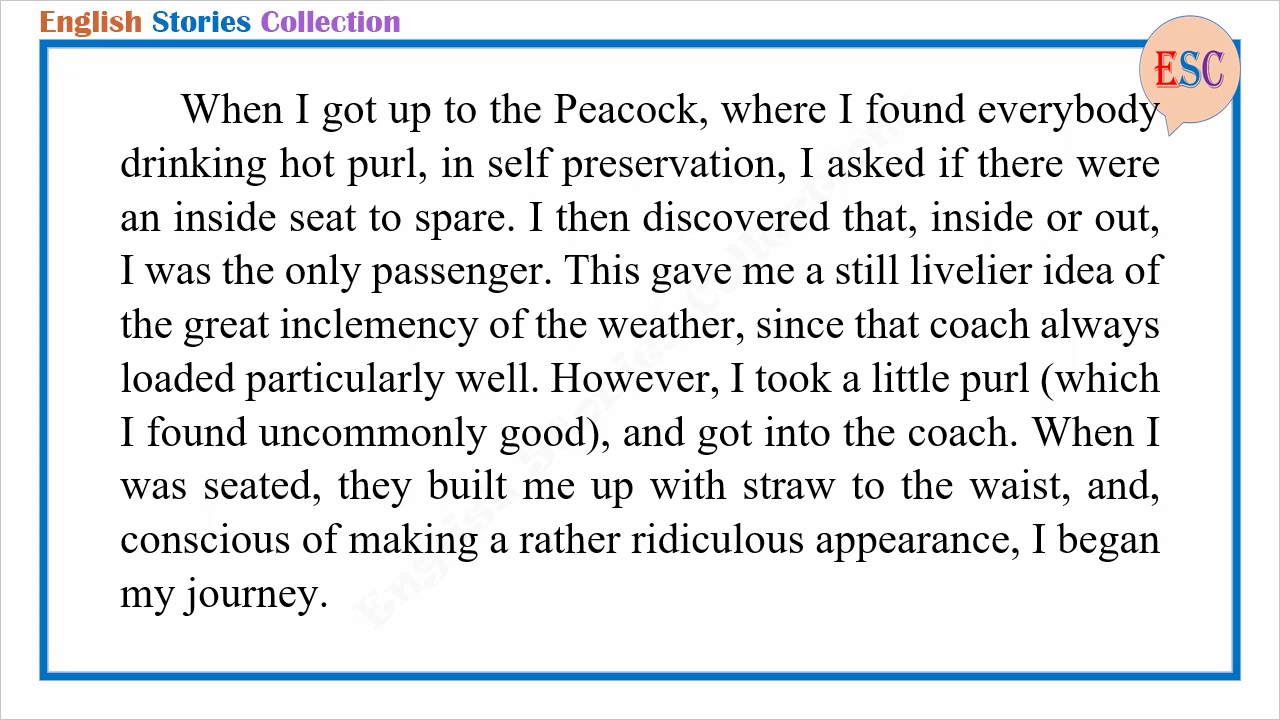 English Stories Collection
ESC
When I got up to the Peacock, where I found everybody
drinking hot purl, in self preservation, I asked if there were
an inside seat to spare. I then discovered that, inside or out,
I was the only passenger. This gave me a still livelier idea of
the great inclemency of the weather, since that coach always
loaded particularly well. However, I took a little purl (which
I found uncommonly good), and got into the coach. When I
was seated, they built me up with straw to the waist, and,
conscious of making a rather ridiculous appearance, I began
my journey.